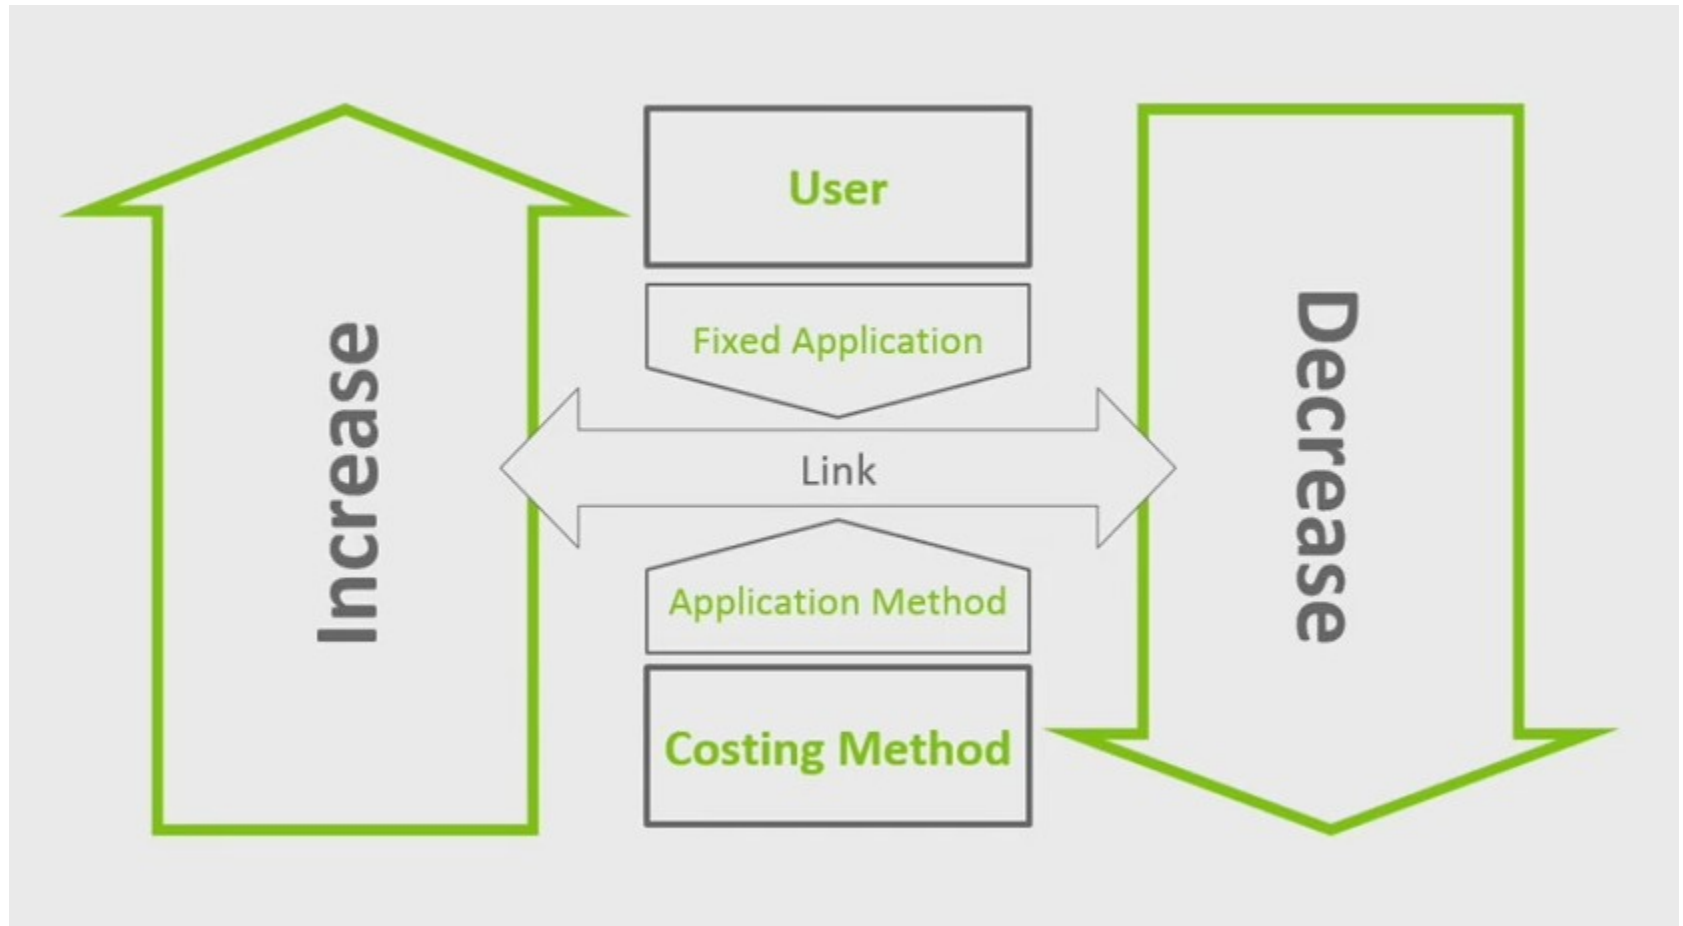 User
Fixed Application
Increase
Link
Decrease
Application Method
Costing Method